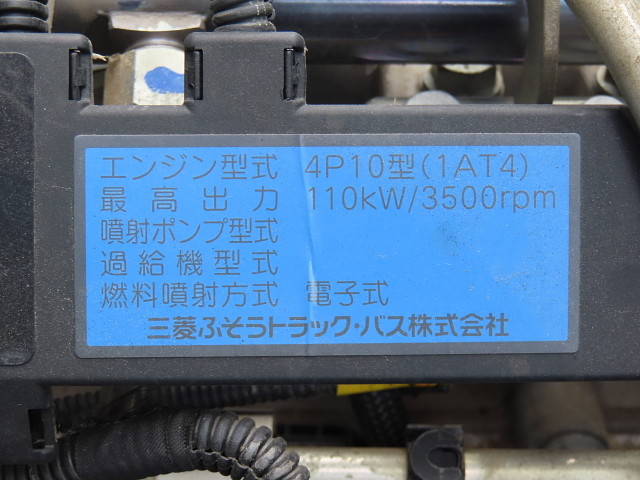 エンジン型式 4P10型(1AT4)
最高出力 110kW/3500rpm
噴射ポンプ型式
過給機型式
燃料噴射方式 電子式
三菱ふそうトラック・バス株式会社